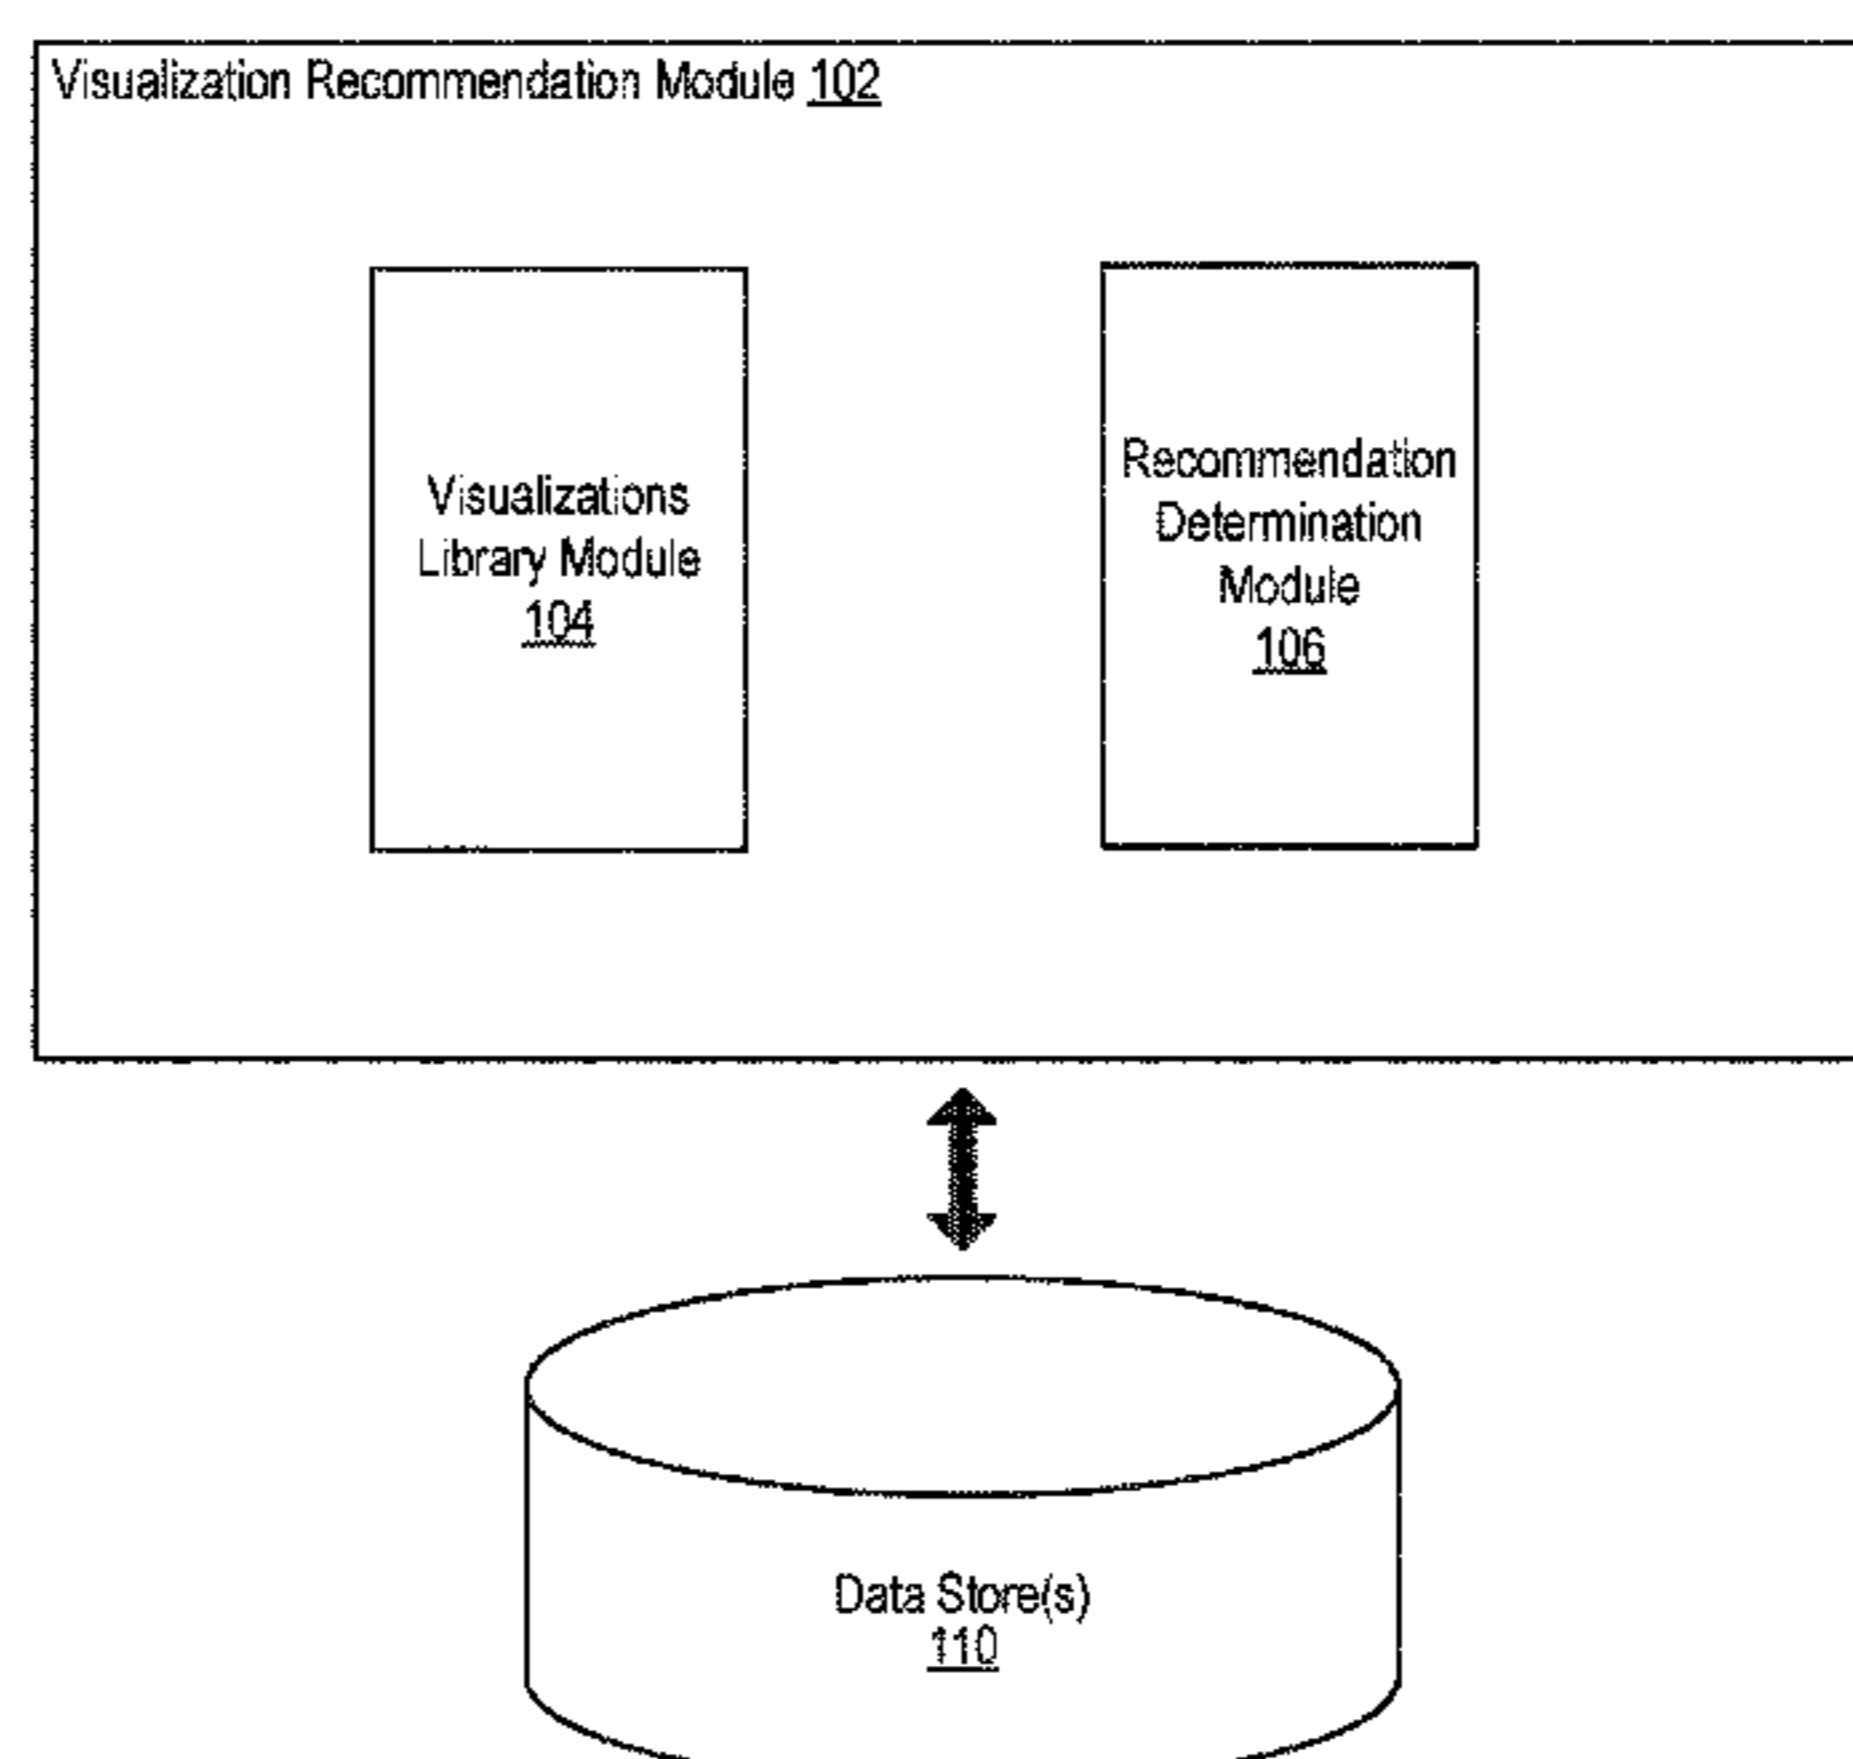 Visualization Recommendation Module 102
Visualizations
Library Module
104
Recommendation
Determination
Module
106
Data Store(s)
110